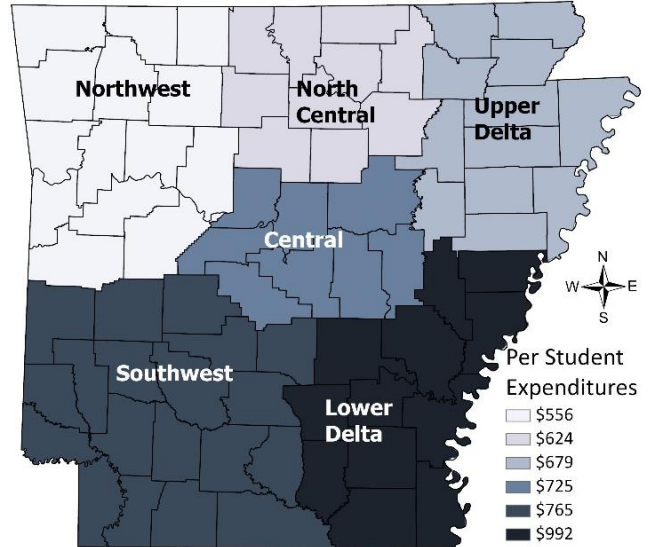 Northwest
North
Central
Upper
Delta
Central
N
W E
S
Southwest
Lower
Delta
Per Student
Expenditures
$556
$624
$679
$725
$765
$992